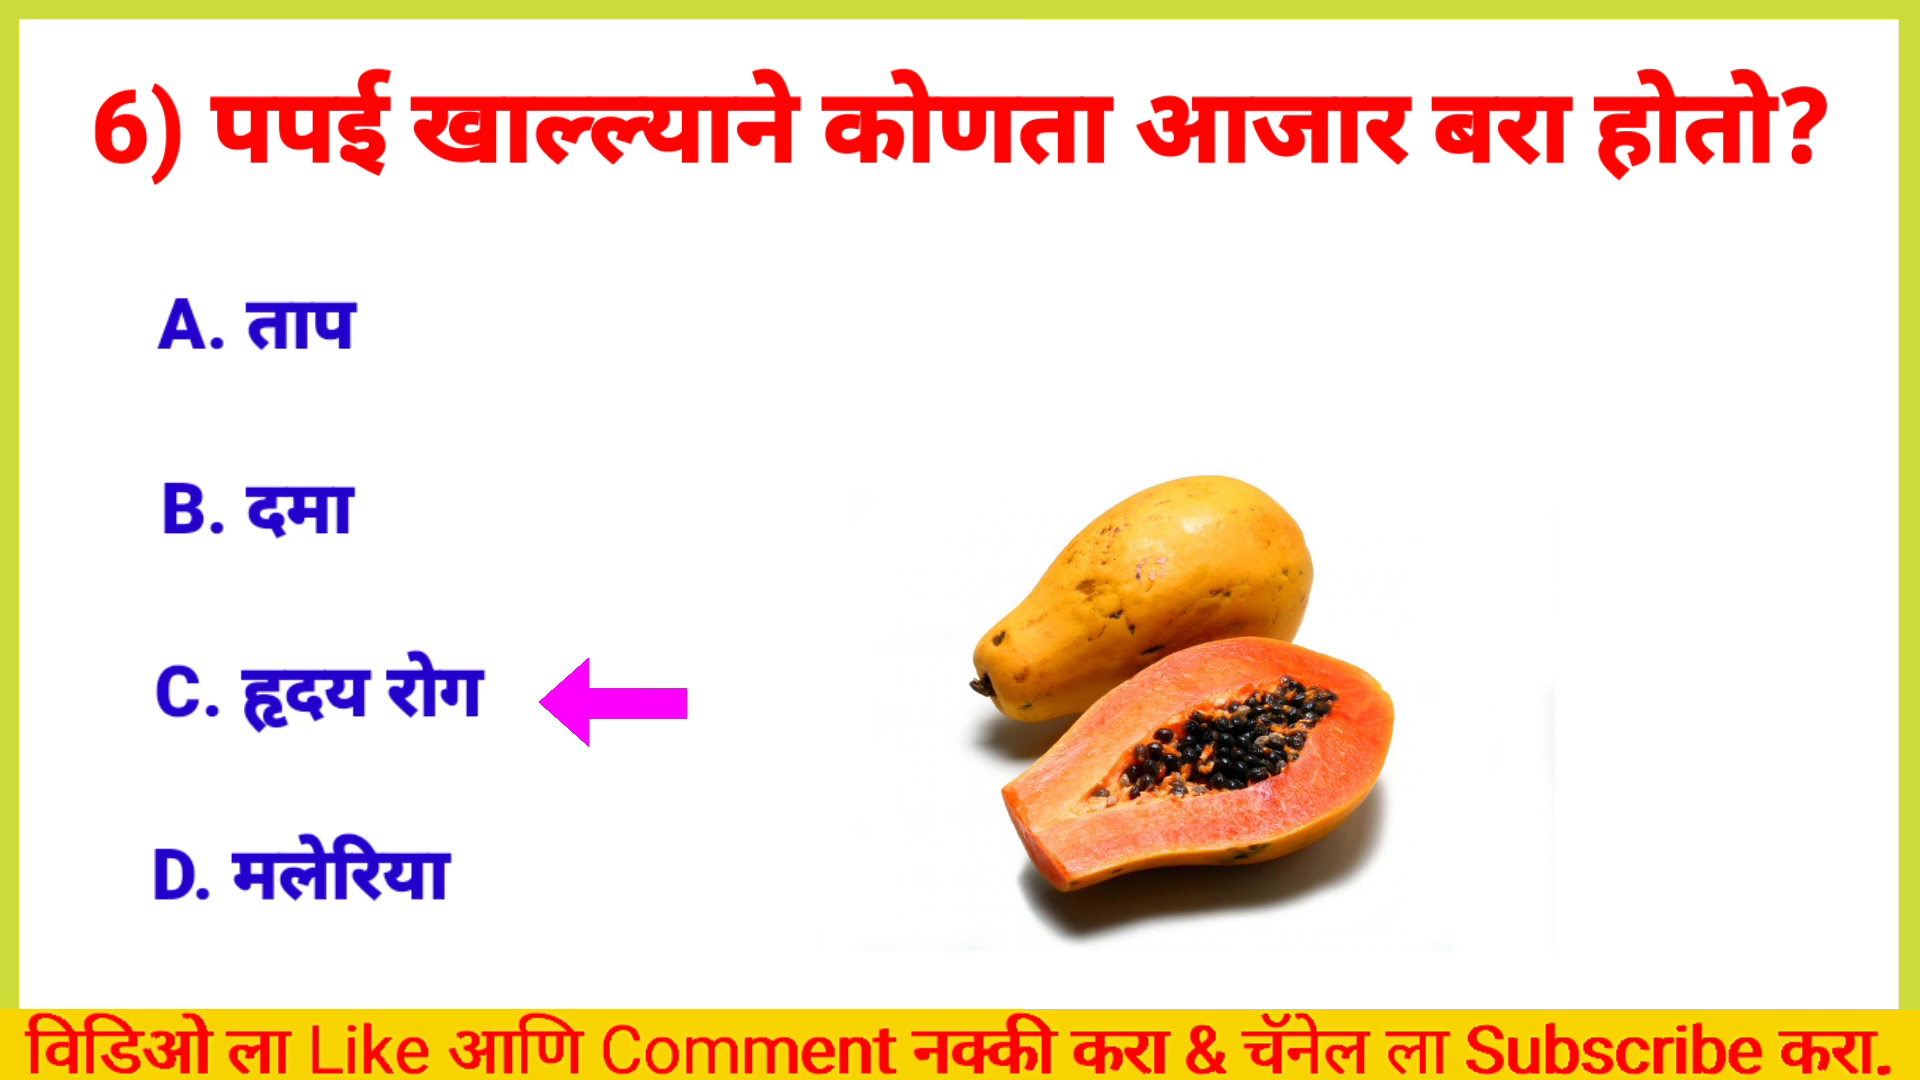 6) पपई खाल्ल्याने कोणता आजार बरा होतो?
A. ताप
B. दमा
C. हृदय रोग
D. मलेरिया
विडिओ ला Like आणि Comment नक्की करा & चॅनेल ला Subscribe करा.